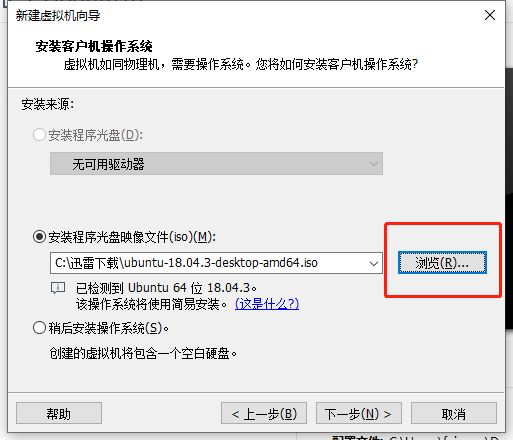 新建虚拟机向导
安装客户机操作系统
虚拟机如同物理机，需要操作系统。您将如何安装客户机操作系统?
安装来源:
安装程序光盘(D):
无可用驱动器
安装程序光盘映像文件(iso)(M):
C:\迅雷下载\ubuntu-18.04.3-desktop-amd64.iso
浏览(R)...
已检测到 Ubuntu 64 位 18.04.3。
该操作系统将使用简易安装。 (这是什么?)
稍后安装操作系统(S)。
创建的虚拟机将包含一个空白硬盘。
帮助
< 上一步(B)
下一步(N) >
取消